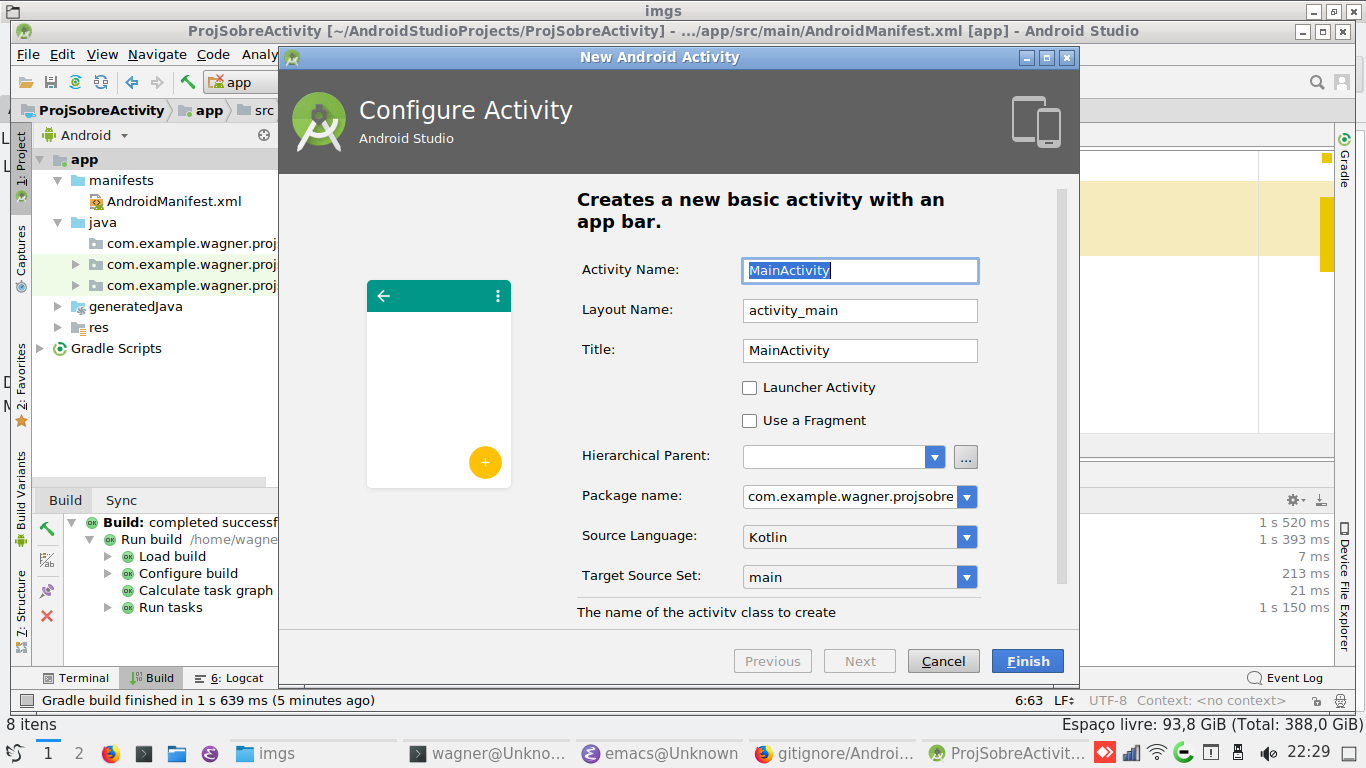 imgs
ProjSobreActivity [~/AndroidStudioProjects/ProjSobreActivity] - .../app/src/main/AndroidManifest.xml [app] - Android Studio
File Edit View Navigate Code Analy
New Android Activity
app
ProjSobreActivity app src
Configure Activity
Android Studio
Android
1: Project
Captures
2: Favorites
Build Variants
7: Structure
app
manifests
AndroidManifest.xml
java
com.example.wagner.proj
com.example.wagner.proj
com.example.wagner.proj
generatedJava
res
Gradle Scripts
Creates a new basic activity with an
app bar.
Activity Name: MainActivity
Layout Name: activity_main
Title: MainActivity
Launcher Activity
Use a Fragment
Hierarchical Parent: ...
Package name: com.example.wagner.projsobre
Source Language: Kotlin
Target Source Set: main
The name of the activity class to create
Previous Next Cancel Finish
Gradle
Device File Explorer
Build Sync
Build: completed successf 1 s 520 ms
Run build /home/wagne 1 s 393 ms
Load build 7 ms
Configure build 213 ms
Calculate task graph 21 ms
Run tasks 1 s 150 ms
Terminal Build 6: Logcat Event Log
Gradle build finished in 1 s 639 ms (5 minutes ago) 6:63 LF UTF-8 Context: <no context>
8 itens Espaço livre: 93,8 GiB (Total: 388,0 GiB)
1 2 imgs wagner@Unkno... emacs@Unknown gitignore/Androi... ProjSobreActivit... 22:29